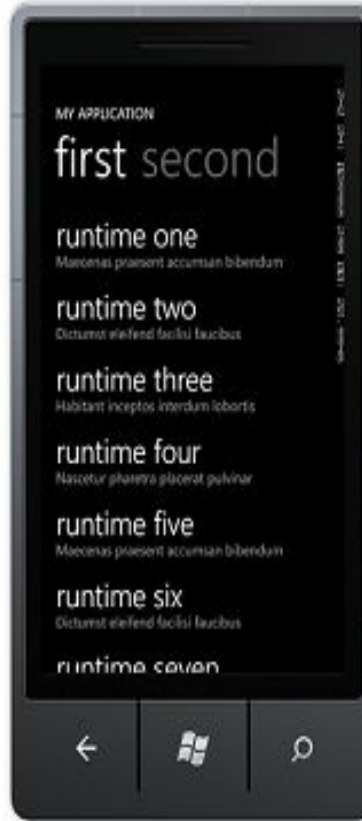 MY APPLICATION
first second
runtime one
Maecenas praesent accumsan bibendum
runtime two
Dictumst eleifend facilisi faucibus
runtime three
Habitant inceptos interdum lobortis
runtime four
Nascetur pharetra placerat pulvinar
runtime five
Maecenas praesent accumsan bibendum
runtime six
Dictumst eleifend facilisi faucibus
runtime seven